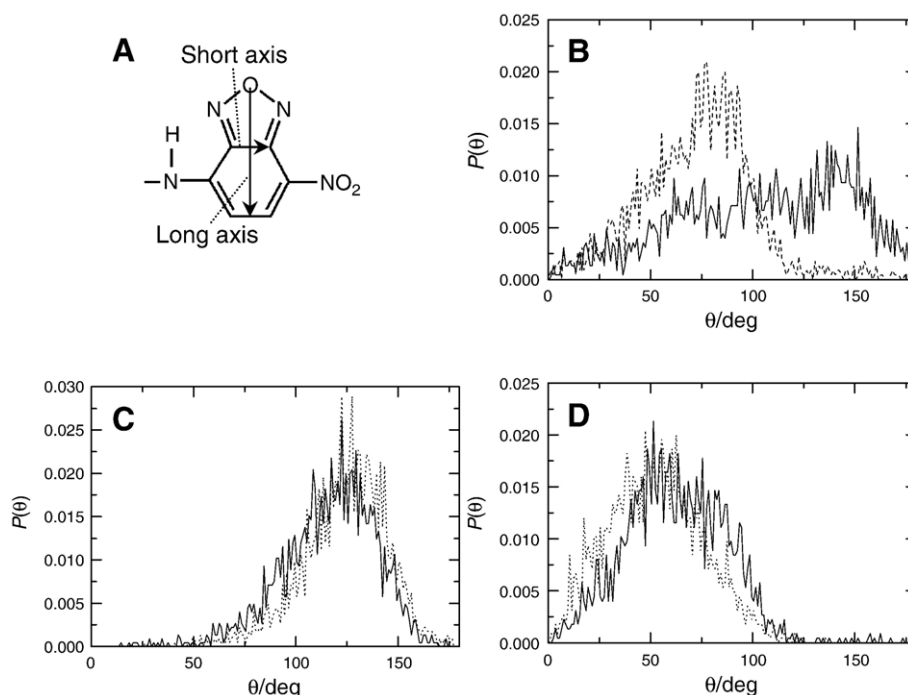 A
Short axis
O
N N
H
N
NO2
Long axis
B
P(θ)
0.025
0.020
0.015
0.010
0.005
0.000
0 50 100 150
θ/deg
C
P(θ)
0.030
0.025
0.020
0.015
0.010
0.005
0.000
0 50 100 150
θ/deg
D
P(θ)
0.025
0.020
0.015
0.010
0.005
0.000
0 50 100 150
θ/deg